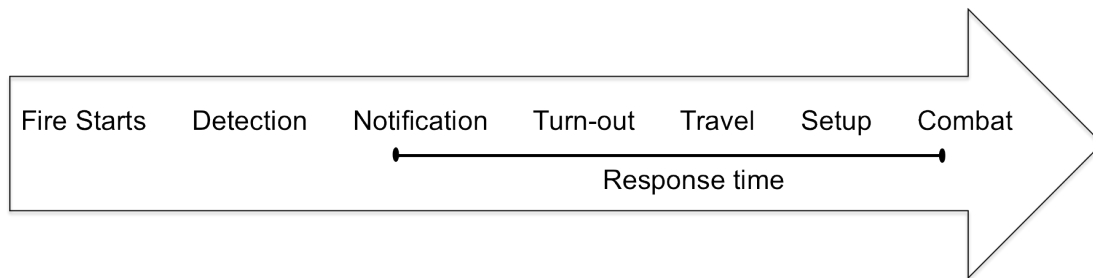 Fire Starts Detection Notification Turn-out Travel Setup Combat
Response time